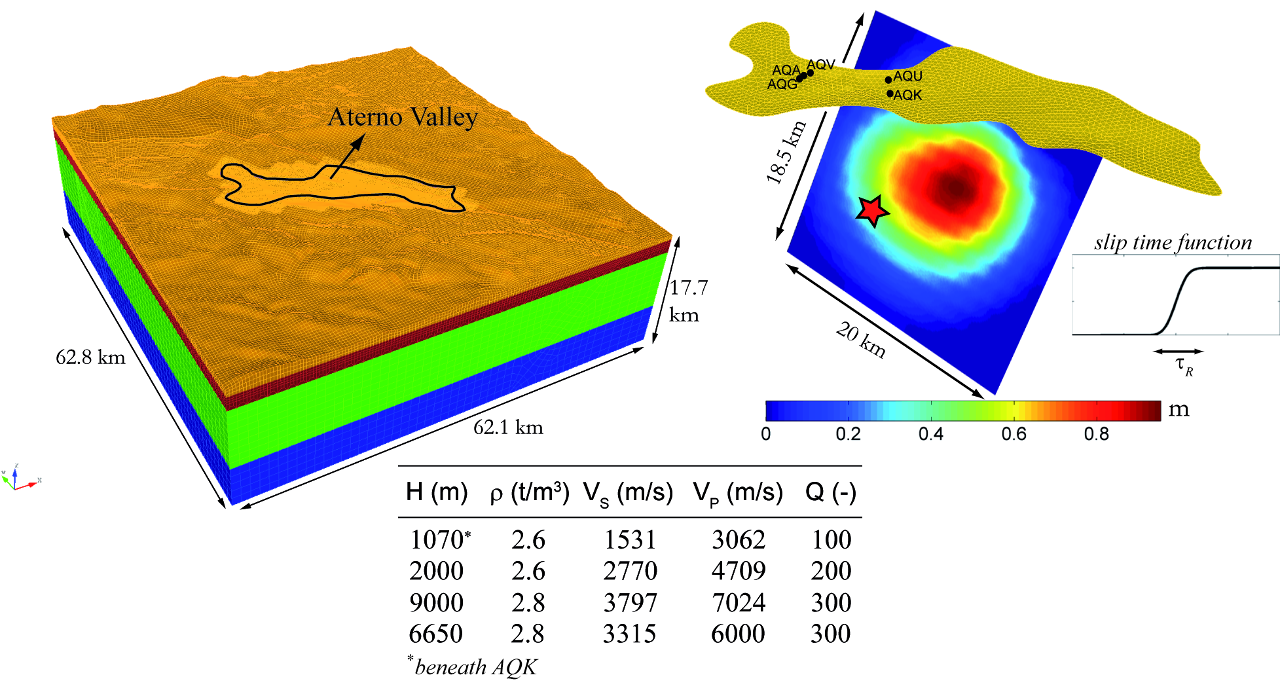 Aterno Valley
62.8 km
62.1 km
17.7
km
AQA
AQV
AQG
AQU
AQK
18.5 km
20 km
slip time function
τR
0 0.2 0.4 0.6 0.8 m
H (m) ρ (t/m³) VS (m/s) VP (m/s) Q (-)
1070* 2.6 1531 3062 100
2000 2.6 2770 4709 200
9000 2.8 3797 7024 300
6650 2.8 3315 6000 300
*beneath AQK